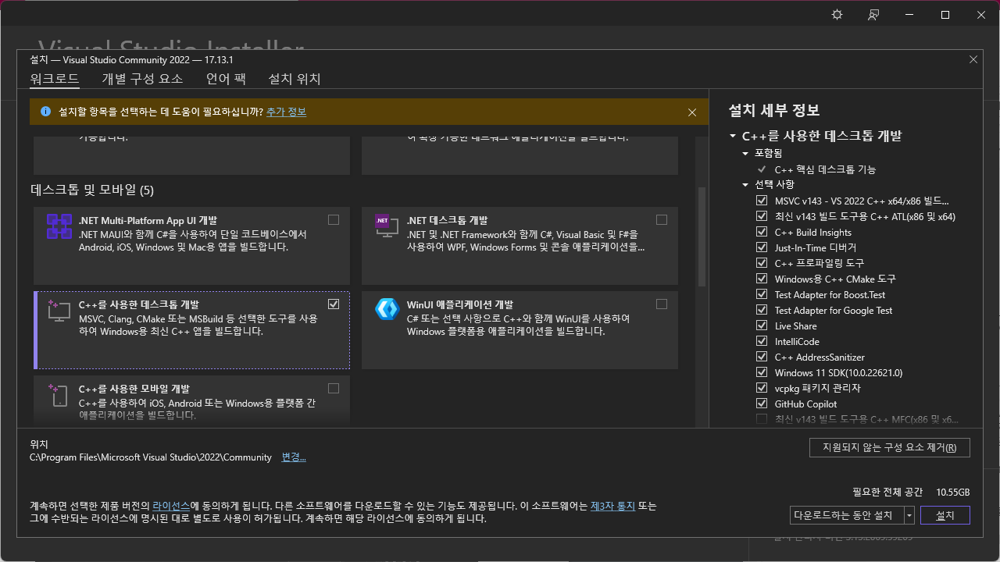 Visual Studio Installer
설치 — Visual Studio Community 2022 — 17.13.1
워크로드 개별 구성 요소 언어 팩 설치 위치
설치할 항목을 선택하는 데 도움이 필요하십니까? 추가 정보
가능합니다.
데스크톱 및 모바일 (5)
.NET Multi-Platform App UI 개발
.NET MAUI와 함께 C#을 사용하여 단일 코드베이스에서
Android, iOS, Windows 및 Mac용 앱을 빌드합니다.
.NET
.NET 데스크톱 개발
.NET 및 .NET Framework와 함께 C#, Visual Basic 및 F#을
사용하여 WPF, Windows Forms 및 콘솔 애플리케이션을...
C++를 사용한 데스크톱 개발
MSVC, Clang, CMake 또는 MSBuild 등 선택한 도구를 사용
하여 Windows용 최신 C++ 앱을 빌드합니다.
WinUI 애플리케이션 개발
C# 또는 선택 사항으로 C++와 함께 WinUI를 사용하여
Windows 플랫폼용 애플리케이션을 빌드합니다.
C++를 사용한 모바일 개발
C++를 사용하여 iOS, Android 또는 Windows용 플랫폼 간
애플리케이션을 빌드합니다.
설치 세부 정보
C++를 사용한 데스크톱 개발
포함됨
C++ 핵심 데스크톱 기능
선택 사항
MSVC v143 - VS 2022 C++ x64/x86 빌드...
최신 v143 빌드 도구용 C++ ATL(x86 및 x64)
C++ Build Insights
Just-In-Time 디버거
C++ 프로파일링 도구
Windows용 C++ CMake 도구
Test Adapter for Boost.Test
Test Adapter for Google Test
Live Share
IntelliCode
C++ AddressSanitizer
Windows 11 SDK(10.0.22621.0)
vcpkg 패키지 관리자
GitHub Copilot
최신 v143 빌드 도구용 C++ MFC(x86 및 x6...
위치
C:\Program Files\Microsoft Visual Studio\2022\Community 변경...
지원되지 않는 구성 요소 제거(R)
필요한 전체 공간 10.55GB
계속하면 선택한 제품 버전의 라이선스에 동의하게 됩니다. 다른 소프트웨어를 다운로드할 수 있는 기능도 제공됩니다. 이 소프트웨어는 제3자 통지 또는
그에 수반되는 라이선스에 명시된 대로 별도로 사용이 허가됩니다. 계속하면 해당 라이선스에 동의하게 됩니다.
다운로드하는 동안 설치 설치